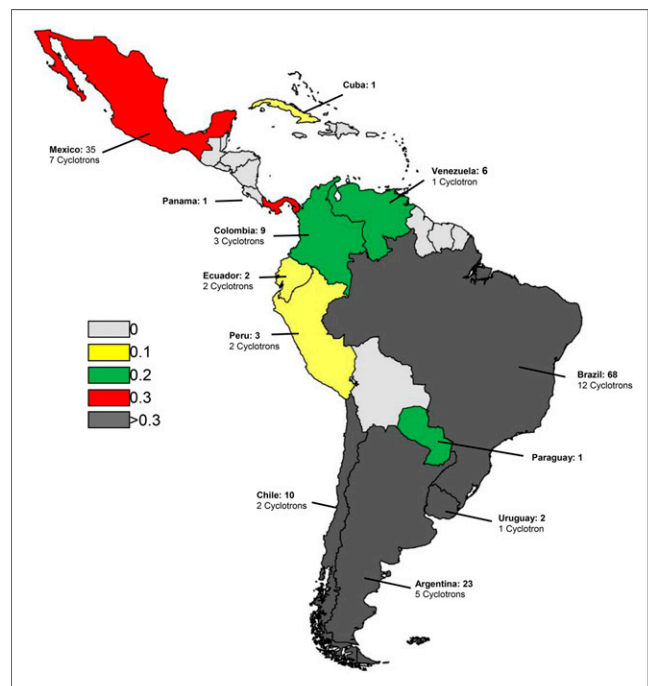 Cuba: 1
Mexico: 35
7 Cyclotrons
Venezuela: 6
1 Cyclotron
Panama: 1
Colombia: 9
3 Cyclotrons
Ecuador: 2
2 Cyclotrons
0
0.1
0.2
0.3
>0.3
Peru: 3
2 Cyclotrons
Brazil: 68
12 Cyclotrons
Paraguay: 1
Chile: 10
2 Cyclotrons
Uruguay: 2
1 Cyclotron
Argentina: 23
5 Cyclotrons